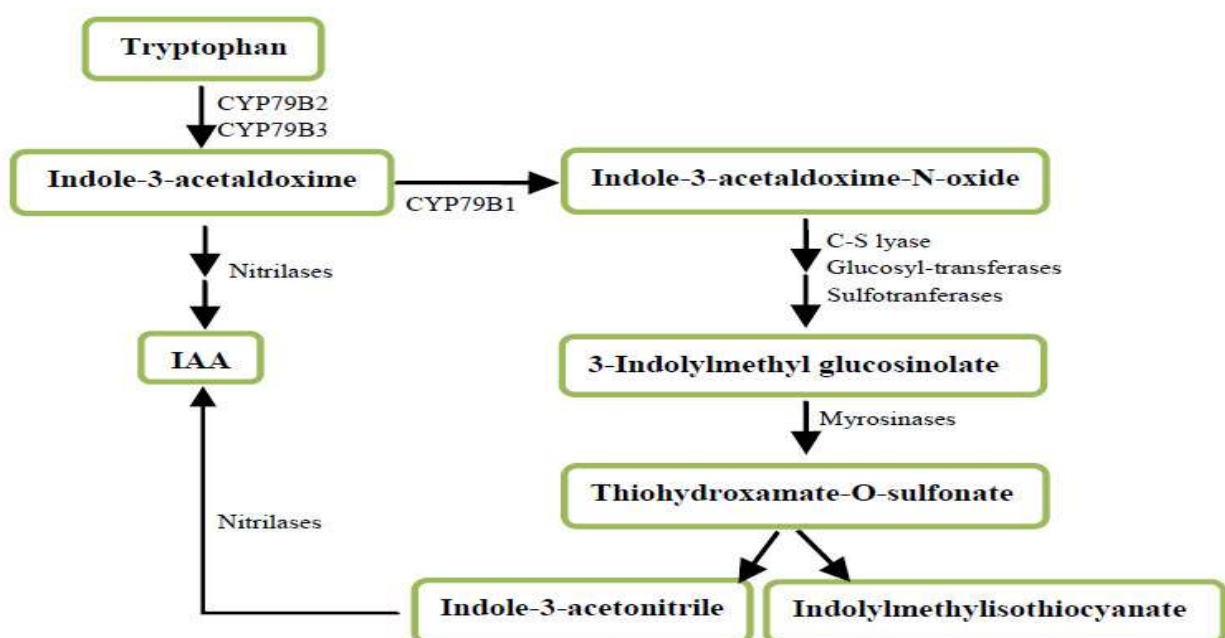 Tryptophan
CYP79B2
CYP79B3
Indole-3-acetaldoxime
CYP79B1
Indole-3-acetaldoxime-N-oxide
Nitrilases
C-S lyase
Glucosyl-transferases
Sulfotranferases
IAA
3-Indolylmethyl glucosinolate
Myrosinases
Thiohydroxamate-O-sulfonate
Nitrilases
Indole-3-acetonitrile
Indolylmethylisothiocyanate